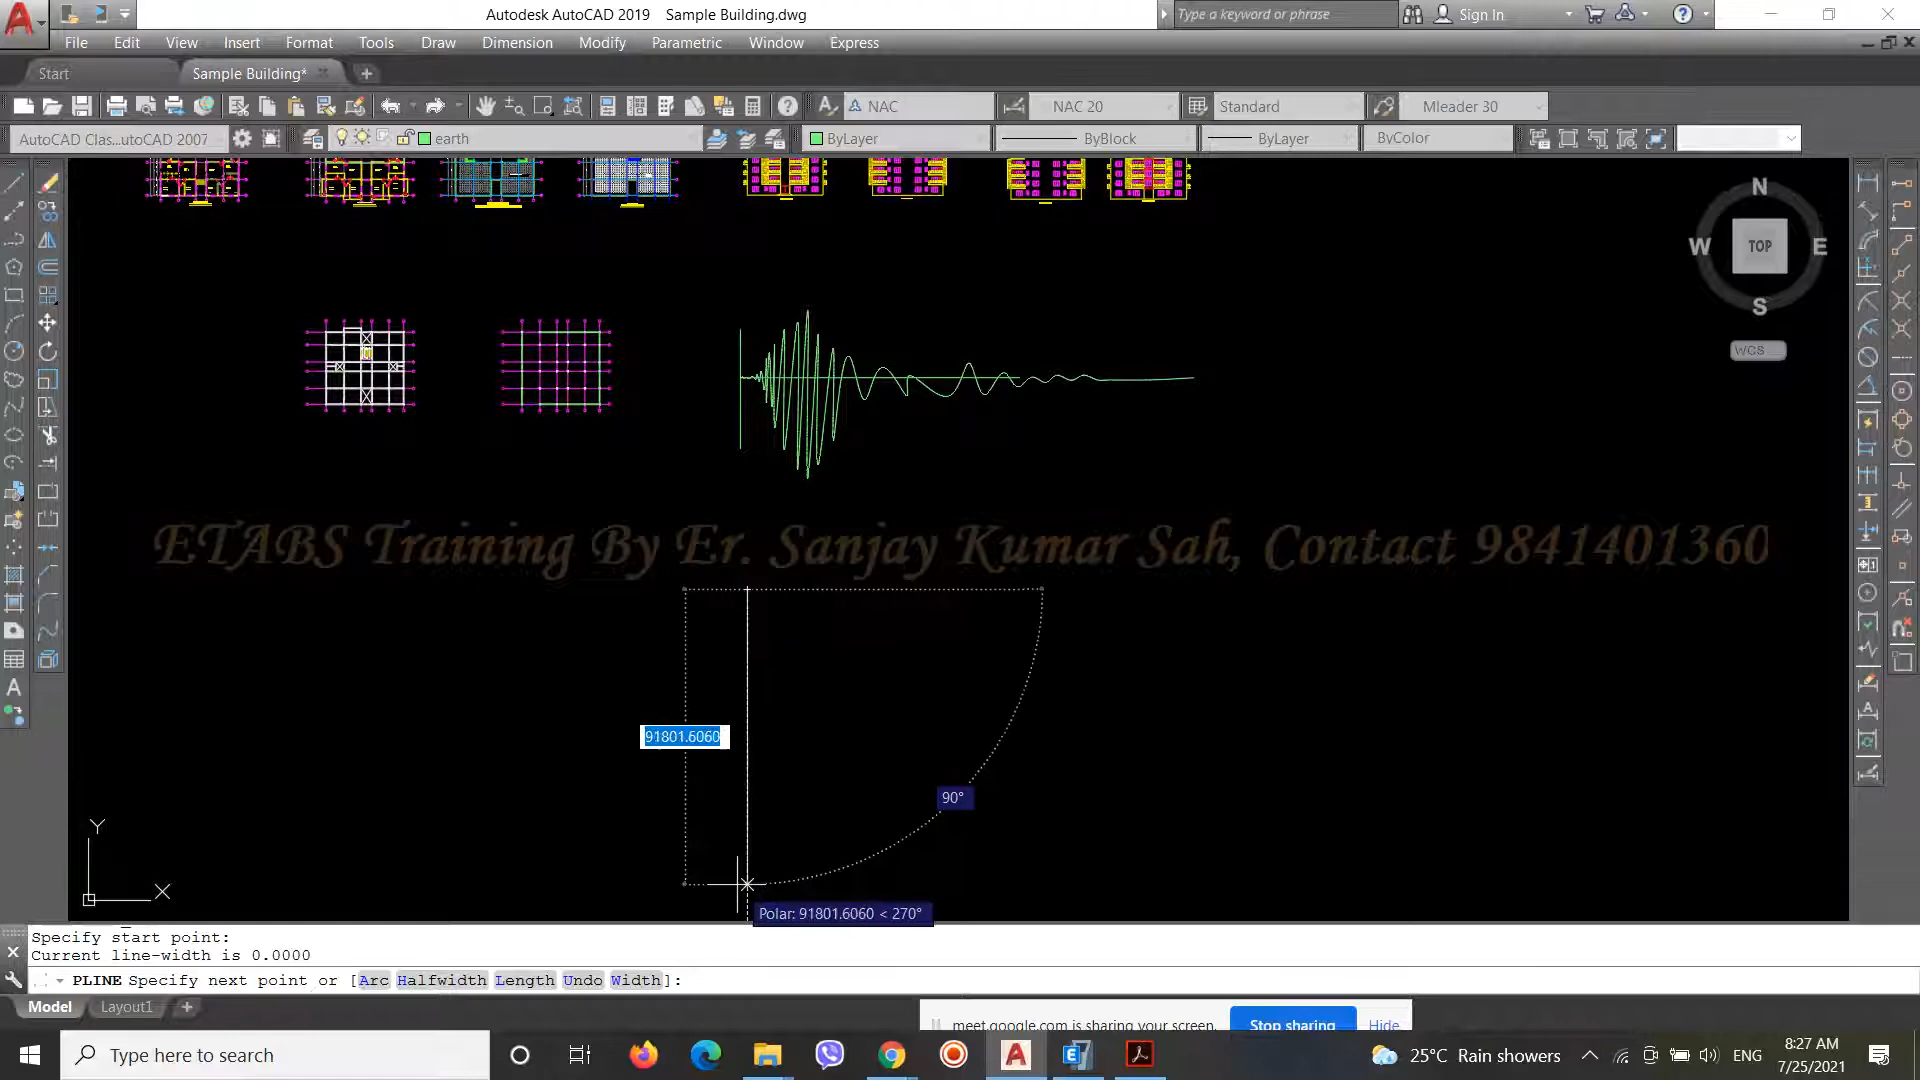 Autodesk AutoCAD 2019 Sample Building.dwg
Type a keyword or phrase
Sign In
File Edit View Insert Format Tools Draw Dimension Modify Parametric Window Express
Start
Sample Building*
NAC
NAC 20
Standard
Mleader 30
AutoCAD Clas...utoCAD 2007
earth
ByLayer
ByBlock
ByLayer
ByColor
N
W
TOP
E
S
WCS
ETABS Training By Er. Sanjay Kumar Sah, Contact 9841401360
91801.6060
90°
Y
X
Polar: 91801.6060 < 270°
Specify start point:
Current line-width is 0.0000
PLINE Specify next point or [Arc Halfwidth Length Undo Width]:
Model
Layout1
meet.google.com is sharing your screen.
Stop sharing
Hide
Type here to search
25°C Rain showers
ENG
8:27 AM
7/25/2021